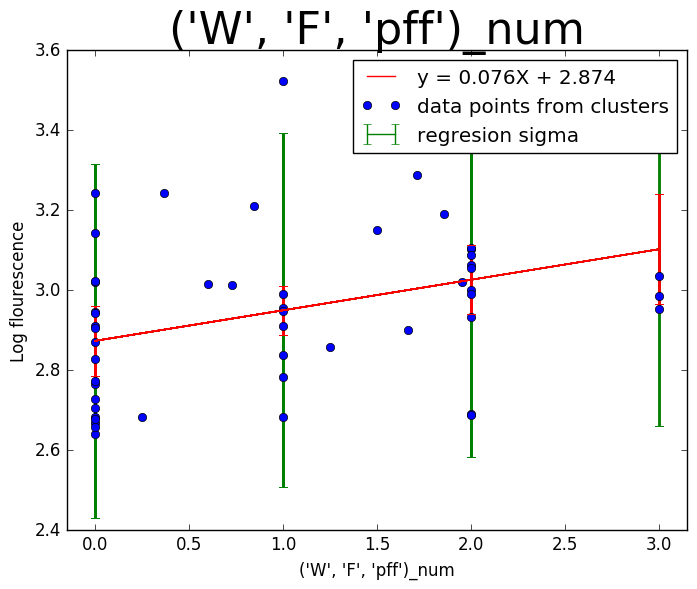 ('W', 'F', 'pff')_num
y = 0.076X + 2.874
data points from clusters
regresion sigma
3.6
3.4
3.2
3.0
2.8
2.6
2.4
Log flourescence
0.0 0.5 1.0 1.5 2.0 2.5 3.0
('W', 'F', 'pff')_num